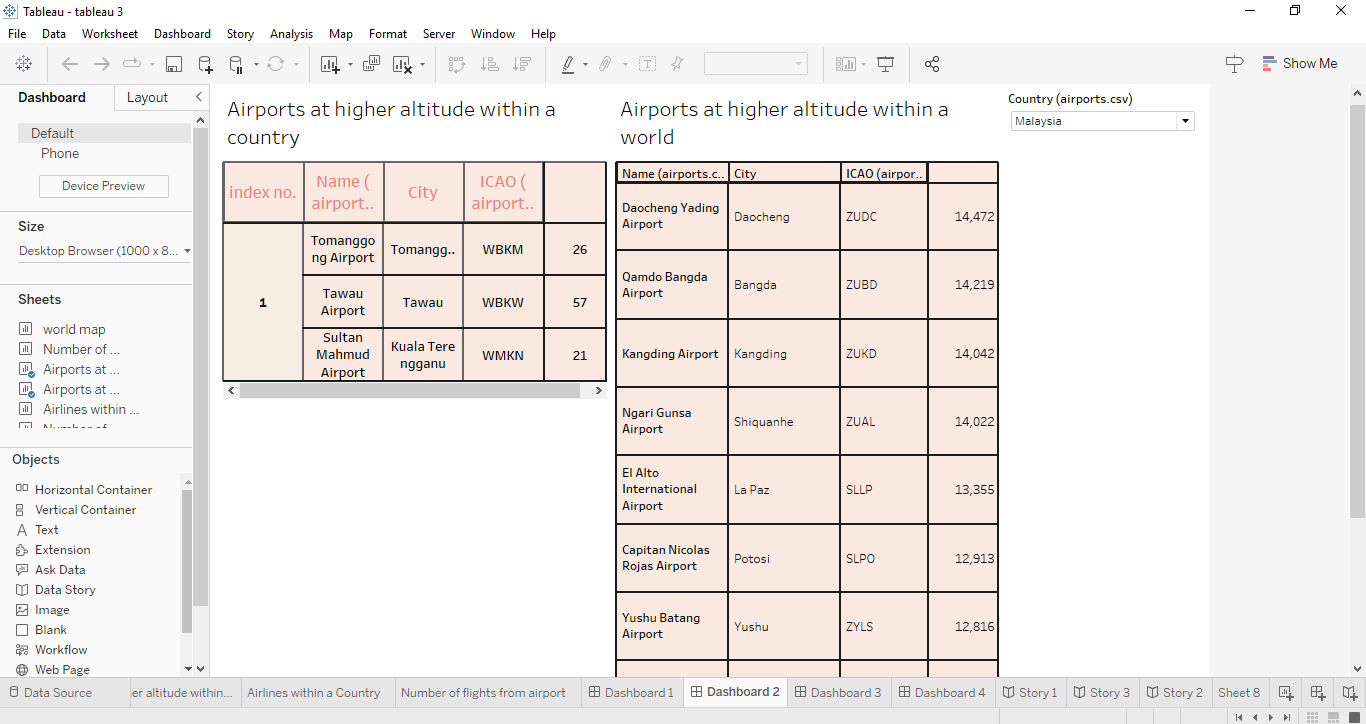 Tableau - tableau 3
File Data Worksheet Dashboard Story Analysis Map Format Server Window Help
Show Me
Dashboard Layout
Default
Phone
Device Preview
Size
Desktop Browser (1000 x 8...
Sheets
world map
Number of ...
Airports at ...
Airports at ...
Airlines within ...
Number of
Objects
Horizontal Container
Vertical Container
Text
Extension
Ask Data
Data Story
Image
Blank
Workflow
Web Page
Airports at higher altitude within a
country
index no. Name ( airport.. City ICAO ( airport..
1
Tomanggo
ng Airport Tomangg.. WBKM 26
Tawau
Airport Tawau WBKW 57
Sultan
Mahmud
Airport Kuala Tere
ngganu WMKN 21
Airports at higher altitude within a
world
Name (airports.c.. City ICAO (airpor..
Daocheng Yading
Airport Daocheng ZUDC 14,472
Qamdo Bangda
Airport Bangda ZUBD 14,219
Kangding Airport Kangding ZUKD 14,042
Ngari Gunsa
Airport Shiquanhe ZUAL 14,022
El Alto
International
Airport La Paz SLLP 13,355
Capitan Nicolas
Rojas Airport Potosi SLPO 12,913
Yushu Batang
Airport Yushu ZYLS 12,816
Country (airports.csv)
Malaysia
Data Source er altitude within... Airlines within a Country Number of flights from airport Dashboard 1 Dashboard 2 Dashboard 3 Dashboard 4 Story 1 Story 3 Story 2 Sheet 8